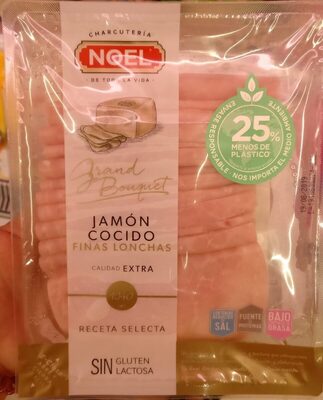 CHARCUTERÍA
NOEL
- DE TODA LA VIDA -
Grand
Bouquet
JAMÓN
COCIDO
FINAS LONCHAS
CALIDAD EXTRA
1940
RECETA SELECTA
SIN GLUTEN
LACTOSA
ENVASE RESPONSABLE · NOS IMPORTA EL MEDIO AMBIENTE
25%
MENOS DE
PLÁSTICO
SAL
FUENTE
PROTEÍNAS
BAJO
GRASA